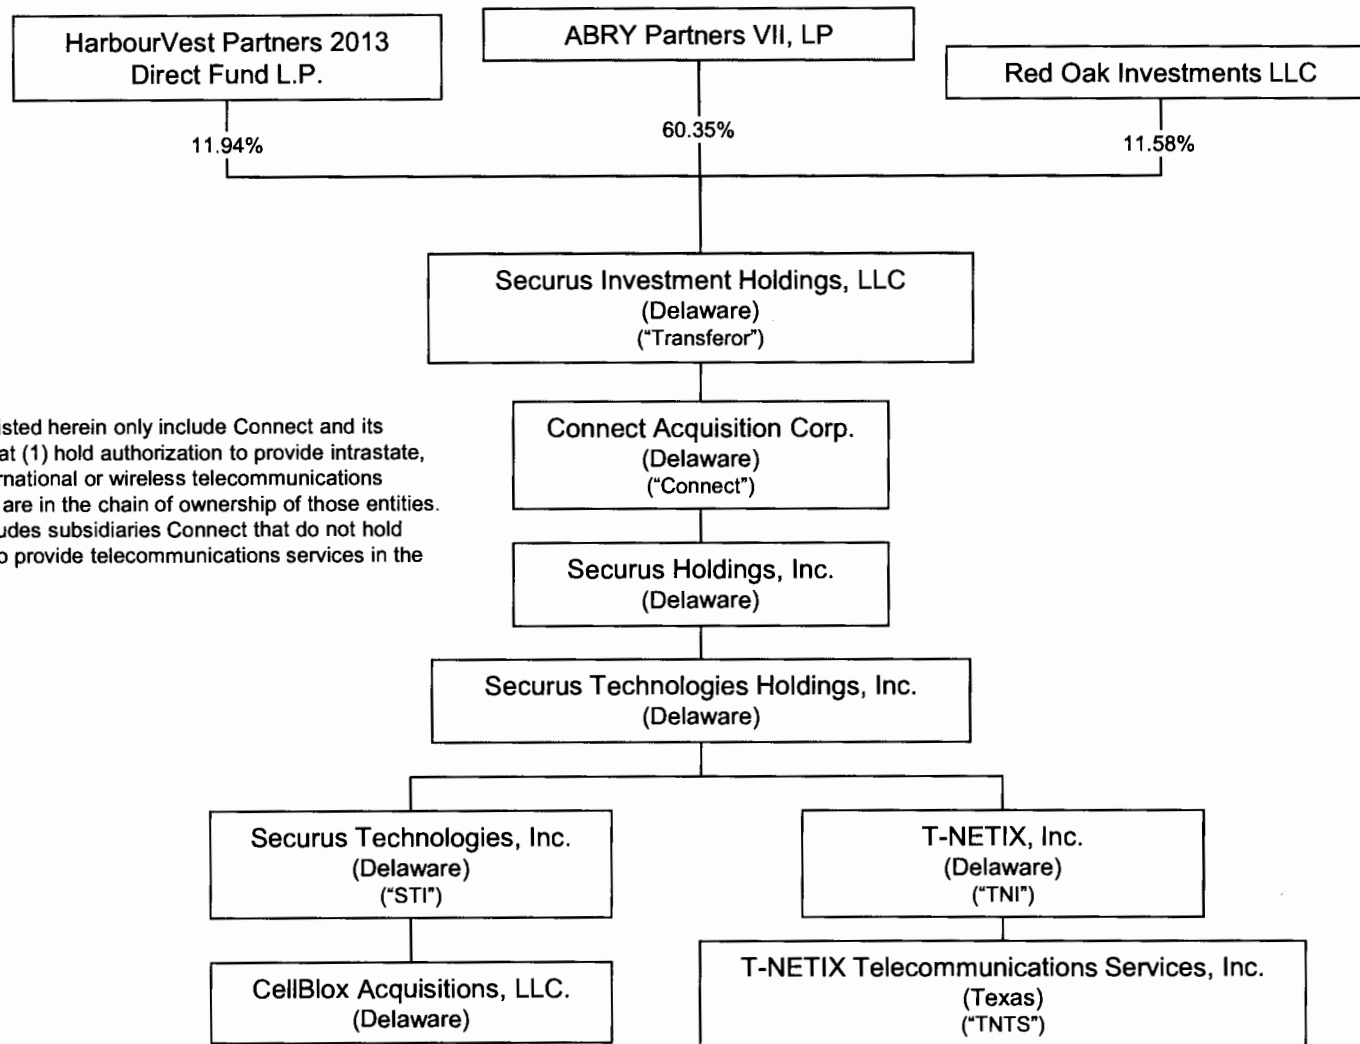 HarbourVest Partners 2013
Direct Fund L.P.
ABRY Partners VII, LP
Red Oak Investments LLC
11.94%
60.35%
11.58%
Securus Investment Holdings, LLC
(Delaware)
("Transferor")
isted herein only include Connect and its
at (1) hold authorization to provide intrastate,
rnational or wireless telecommunications
are in the chain of ownership of those entities.
udes subsidiaries Connect that do not hold
o provide telecommunications services in the
Connect Acquisition Corp.
(Delaware)
("Connect")
Securus Holdings, Inc.
(Delaware)
Securus Technologies Holdings, Inc.
(Delaware)
Securus Technologies, Inc.
(Delaware)
("STI")
T-NETIX, Inc.
(Delaware)
("TNI")
CellBlox Acquisitions, LLC.
(Delaware)
T-NETIX Telecommunications Services, Inc.
(Texas)
("TNTS")